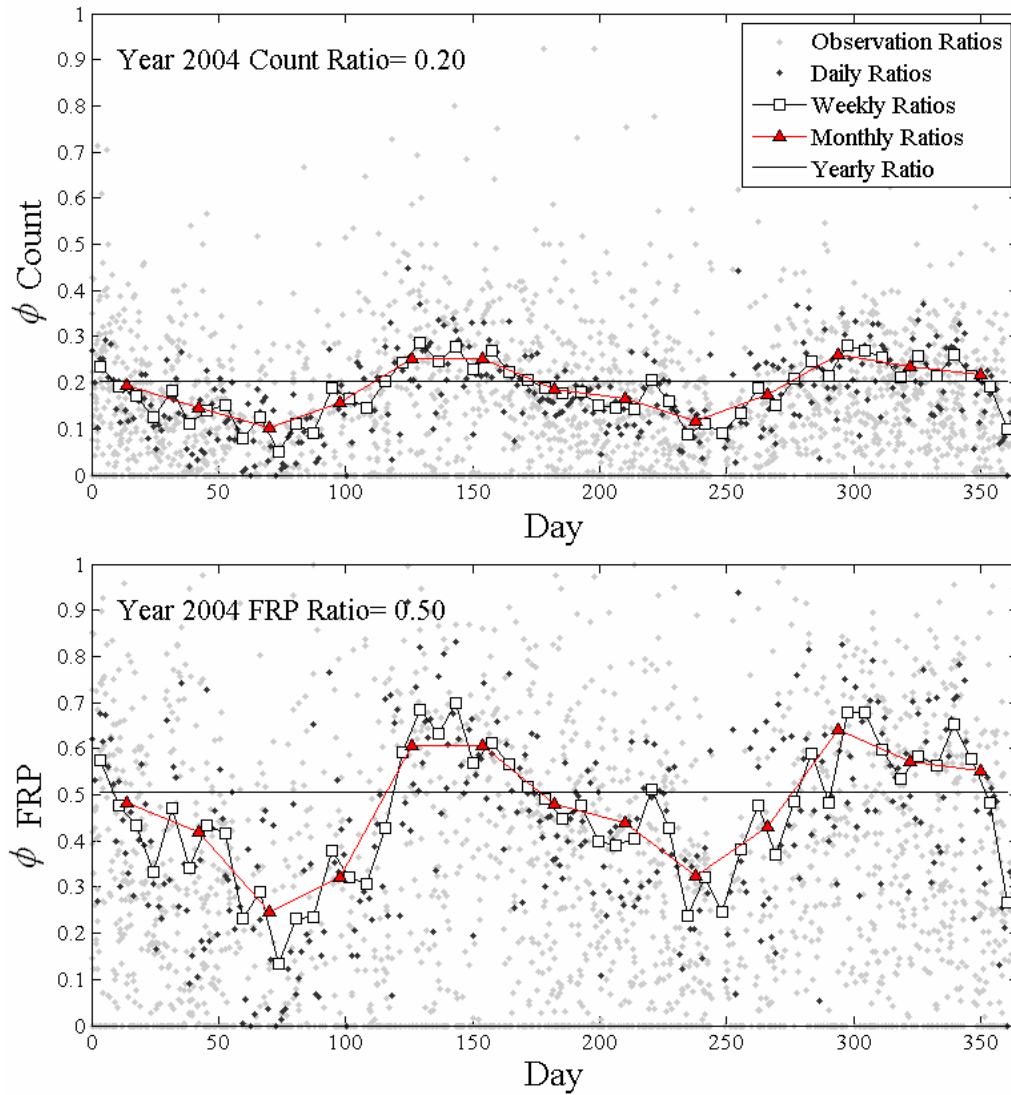 1
0.9
0.8
0.7
0.6
0.5
0.4
0.3
0.2
0.1
0
ϕ Count
Year 2004 Count Ratio= 0.20
Observation Ratios
Daily Ratios
Weekly Ratios
Monthly Ratios
Yearly Ratio
0 50 100 150 200 250 300 350
Day
1
0.9
0.8
0.7
0.6
0.5
0.4
0.3
0.2
0.1
0
ϕ FRP
Year 2004 FRP Ratio= 0.50
0 50 100 150 200 250 300 350
Day